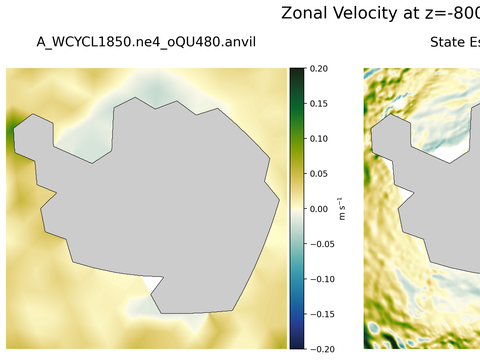 Zonal Velocity at z=-800
A_WCYCL1850.ne4_oQU480.anvil
State Es
0.20
0.15
0.10
0.05
0.00
−0.05
−0.10
−0.15
−0.20
m s⁻¹